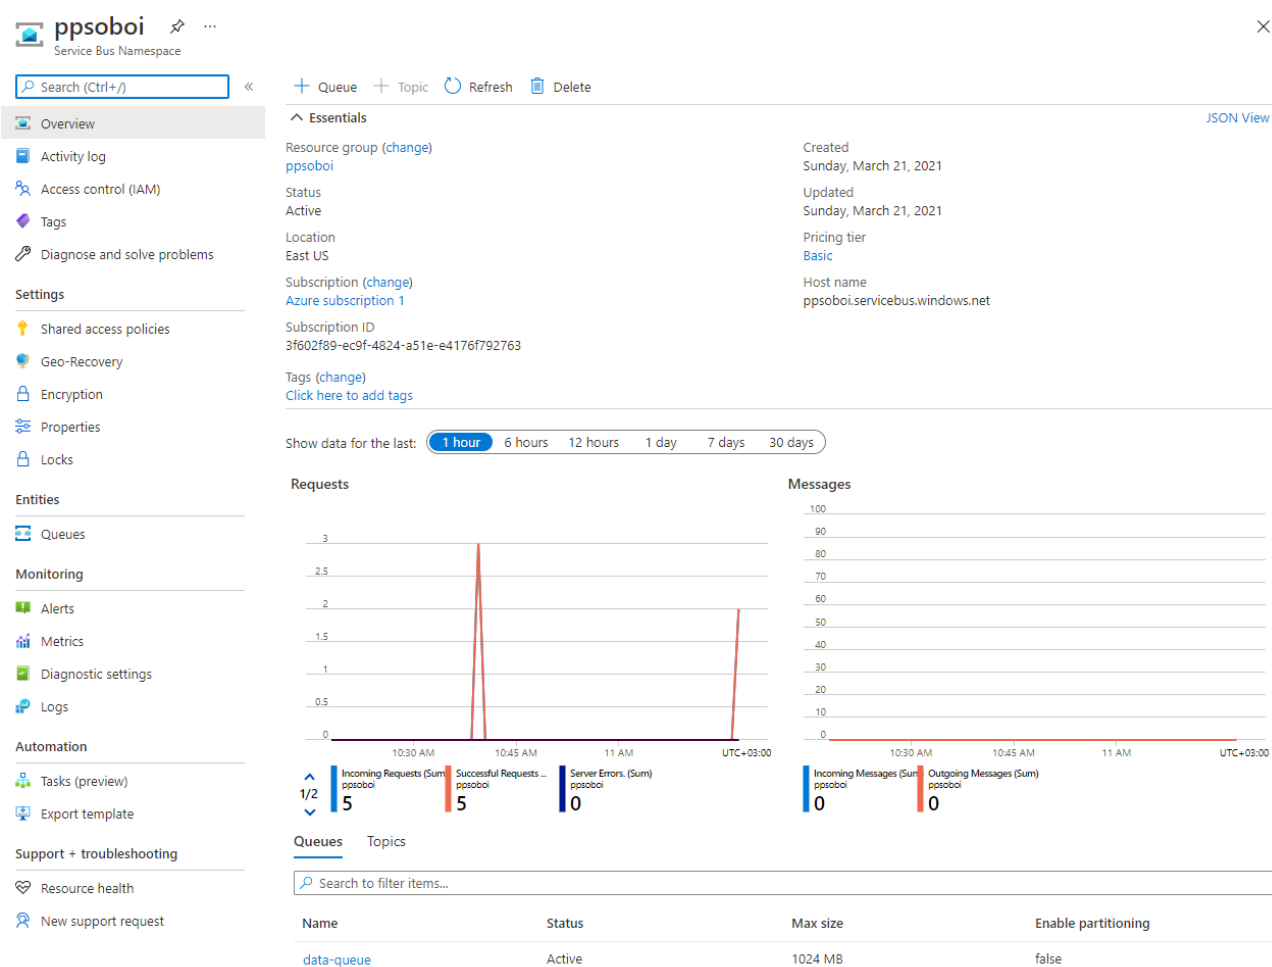 ppsoboi
Service Bus Namespace
Search (Ctrl+/)
Overview
Activity log
Access control (IAM)
Tags
Diagnose and solve problems
Settings
Shared access policies
Geo-Recovery
Encryption
Properties
Locks
Entities
Queues
Monitoring
Alerts
Metrics
Diagnostic settings
Logs
Automation
Tasks (preview)
Export template
Support + troubleshooting
Resource health
New support request
Queue Topic Refresh Delete
Essentials
JSON View
Resource group (change)
ppsoboi
Status
Active
Location
East US
Subscription (change)
Azure subscription 1
Subscription ID
3f602f89-ec9f-4824-a51e-e4176f792763
Tags (change)
Click here to add tags
Created
Sunday, March 21, 2021
Updated
Sunday, March 21, 2021
Pricing tier
Basic
Host name
ppsoboi.servicebus.windows.net
Show data for the last: 1 hour 6 hours 12 hours 1 day 7 days 30 days
Requests
3
2.5
2
1.5
1
0.5
0
10:30 AM 10:45 AM 11 AM UTC+03:00
1/2
Incoming Requests (Sum
ppsoboi
5
Successful Requests ...
ppsoboi
5
Server Errors. (Sum)
ppsoboi
0
Messages
100
90
80
70
60
50
40
30
20
10
0
10:30 AM 10:45 AM 11 AM UTC+03:00
Incoming Messages (Sum
ppsoboi
0
Outgoing Messages (Sum)
ppsoboi
0
Queues Topics
Search to filter items...
Name Status Max size Enable partitioning
data-queue Active 1024 MB false